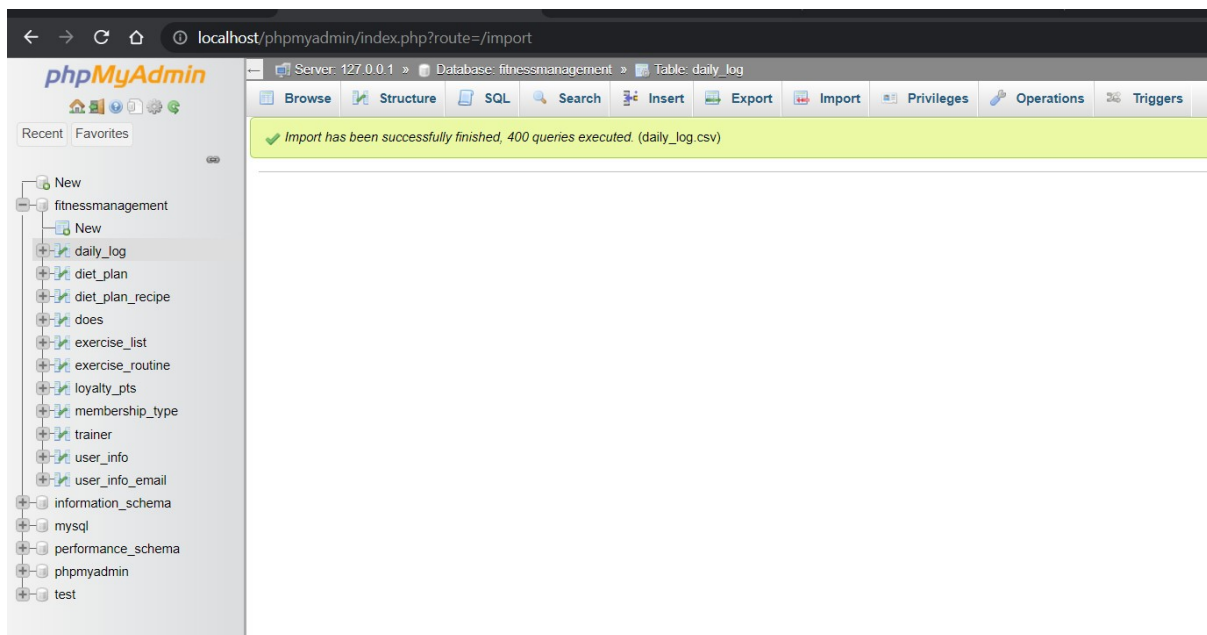 localhost/phpmyadmin/index.php?route=/import
phpMyAdmin
Recent Favorites
New
fitnessmanagement
New
daily_log
diet_plan
diet_plan_recipe
does
exercise_list
exercise_routine
loyalty_pts
membership_type
trainer
user_info
user_info_email
information_schema
mysql
performance_schema
phpmyadmin
test
Server: 127.0.0.1 » Database: fitnessmanagement » Table: daily_log
Browse Structure SQL Search Insert Export Import Privileges Operations Triggers
Import has been successfully finished, 400 queries executed. (daily_log.csv)